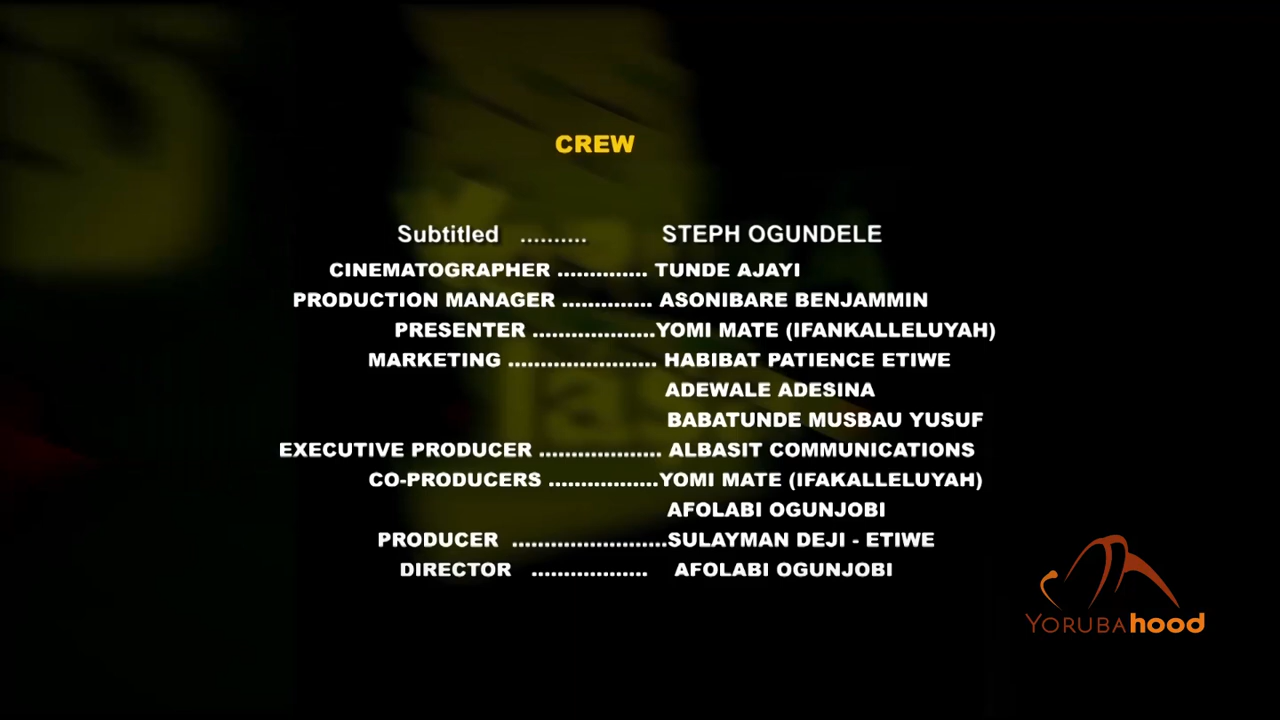 CREW
Subtitled .......... STEPH OGUNDELE
CINEMATOGRAPHER .............. TUNDE AJAYI
PRODUCTION MANAGER .............. ASONIBARE BENJAMMIN
PRESENTER ...................YOMI MATE (IFANKALLELUYAH)
MARKETING ....................... HABIBAT PATIENCE ETIWE
ADEWALE ADESINA
BABATUNDE MUSBAU YUSUF
EXECUTIVE PRODUCER ................... ALBASIT COMMUNICATIONS
CO-PRODUCERS .................YOMI MATE (IFAKALLELUYAH)
AFOLABI OGUNJOBI
PRODUCER ........................SULAYMAN DEJI - ETIWE
DIRECTOR .................. AFOLABI OGUNJOBI
YORUBAhood